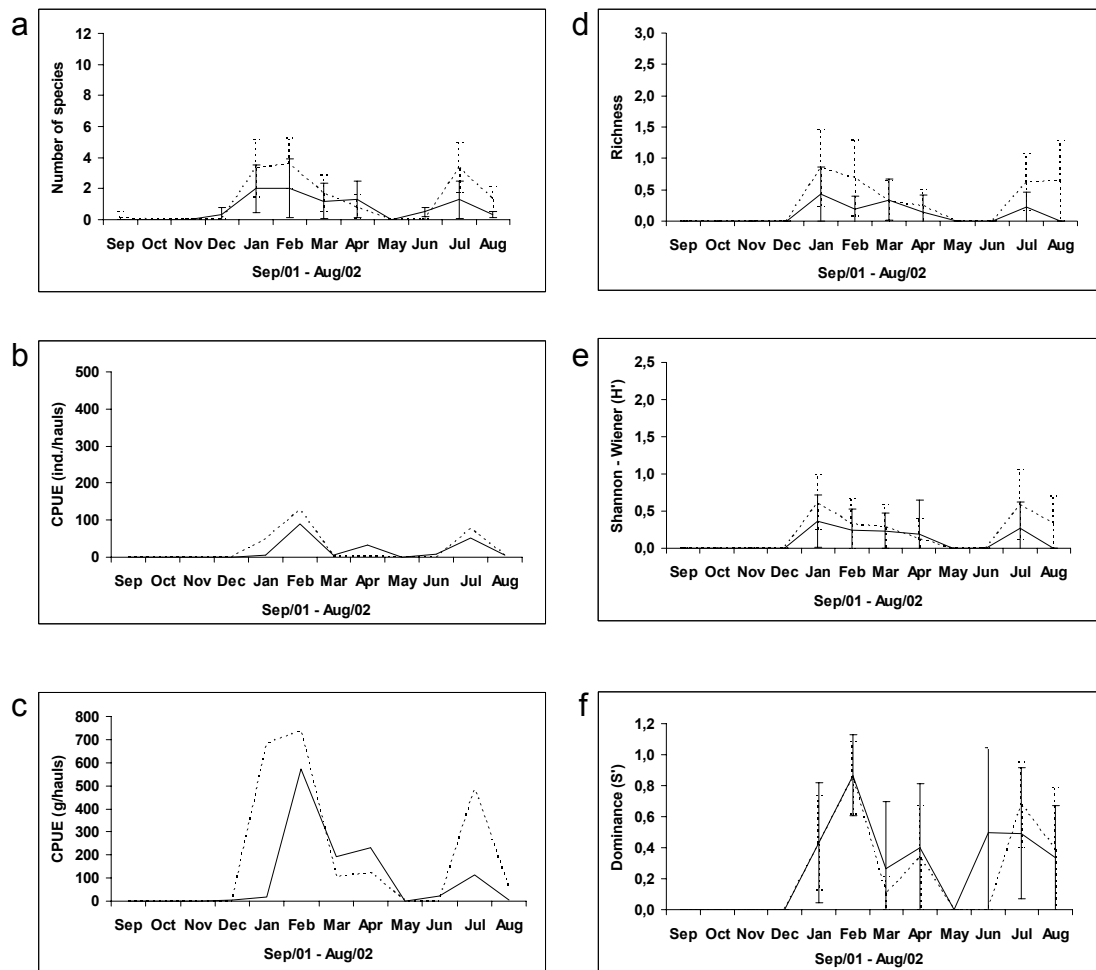 a
Number of species
12
10
8
6
4
2
0
Sep Oct Nov Dec Jan Feb Mar Apr May Jun Jul Aug
Sep/01 - Aug/02
b
CPUE (ind./hauls)
500
400
300
200
100
0
Sep Oct Nov Dec Jan Feb Mar Apr May Jun Jul Aug
Sep/01 - Aug/02
c
CPUE (g/hauls)
800
700
600
500
400
300
200
100
0
Sep Oct Nov Dec Jan Feb Mar Apr May Jun Jul Aug
Sep/01 - Aug/02
d
Richness
3,0
2,5
2,0
1,5
1,0
0,5
0,0
Sep Oct Nov Dec Jan Feb Mar Apr May Jun Jul Aug
Sep/01 - Aug/02
e
Shannon - Wiener (H')
2,5
2,0
1,5
1,0
0,5
0,0
Sep Oct Nov Dec Jan Feb Mar Apr May Jun Jul Aug
Sep/01 - Aug/02
f
Dominance (S')
1,2
1,0
0,8
0,6
0,4
0,2
0,0
Sep Oct Nov Dec Jan Feb Mar Apr May Jun Jul Aug
Sep/01 - Aug/02